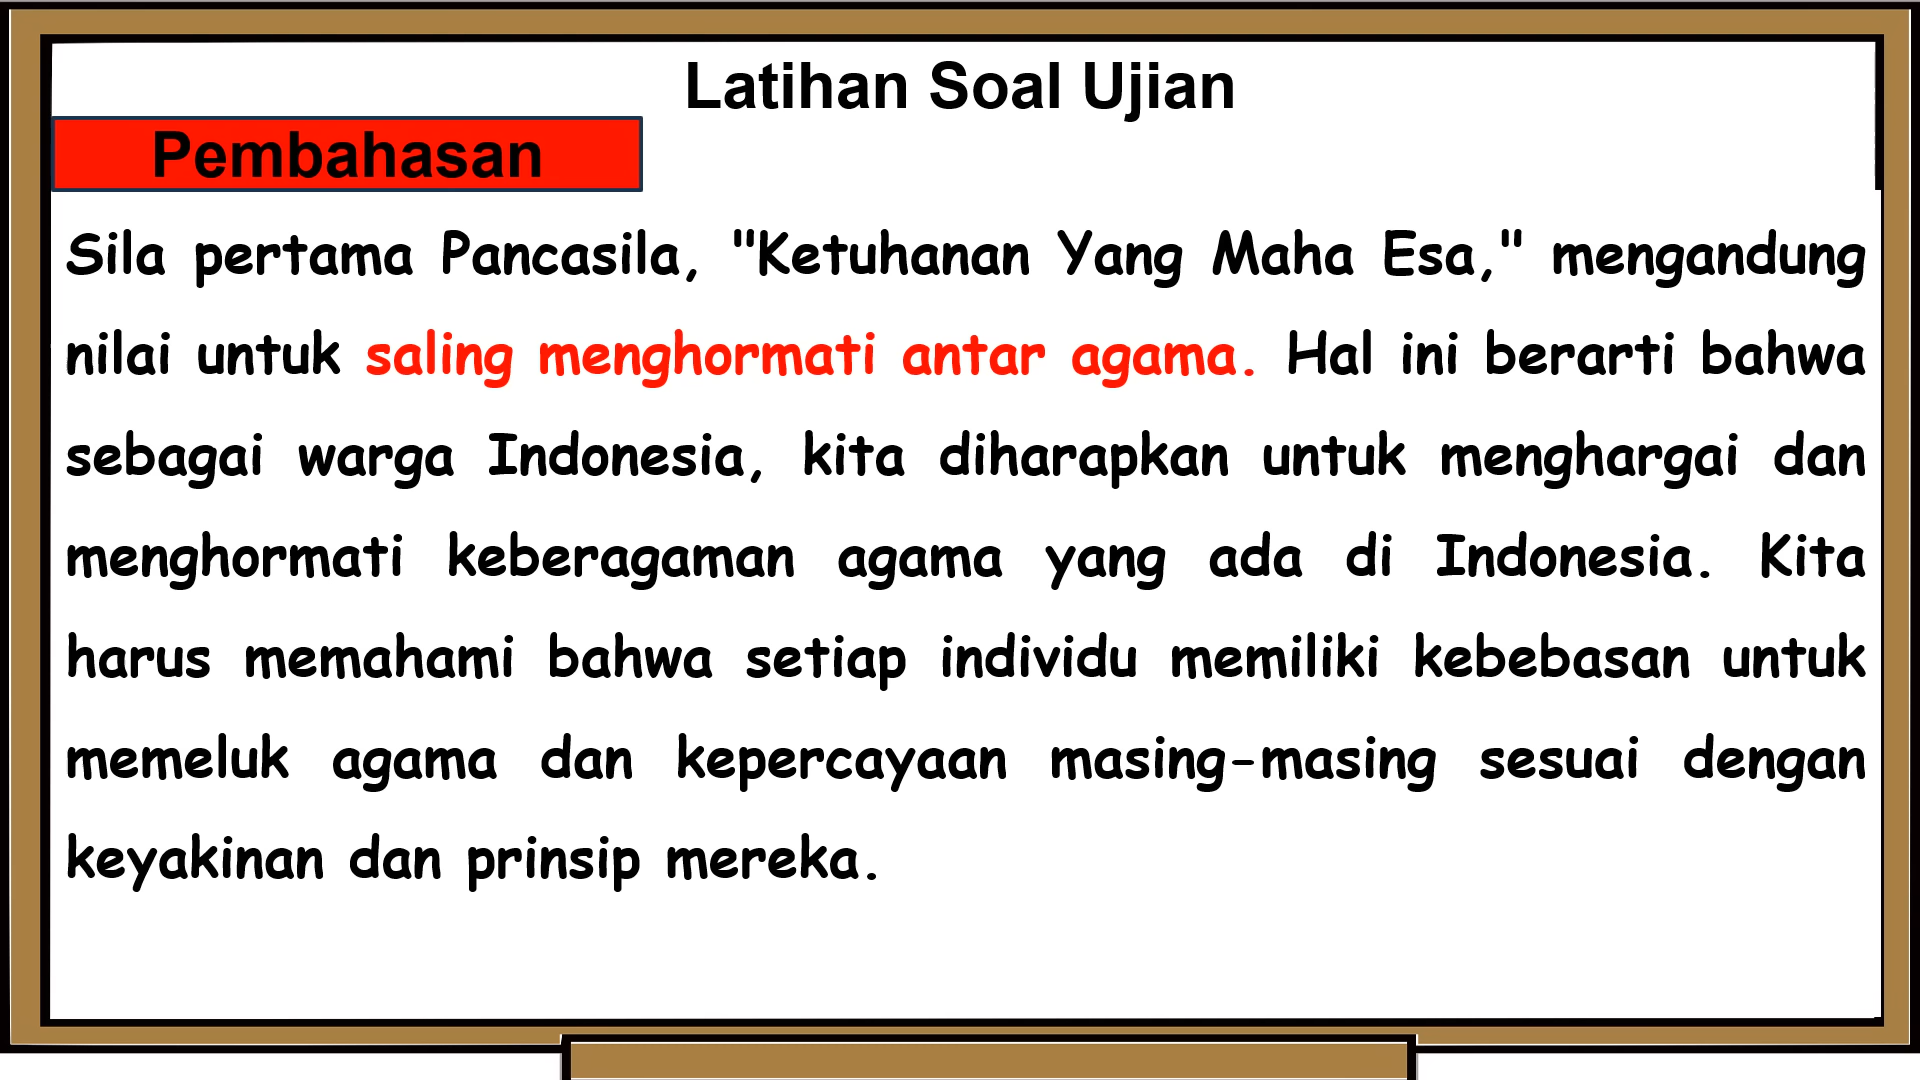 Latihan Soal Ujian
Pembahasan
Sila pertama Pancasila, "Ketuhanan Yang Maha Esa," mengandung
nilai untuk saling menghormati antar agama. Hal ini berarti bahwa
sebagai warga Indonesia, kita diharapkan untuk menghargai dan
menghormati keberagaman agama yang ada di Indonesia. Kita
harus memahami bahwa setiap individu memiliki kebebasan untuk
memeluk agama dan kepercayaan masing-masing sesuai dengan
keyakinan dan prinsip mereka.